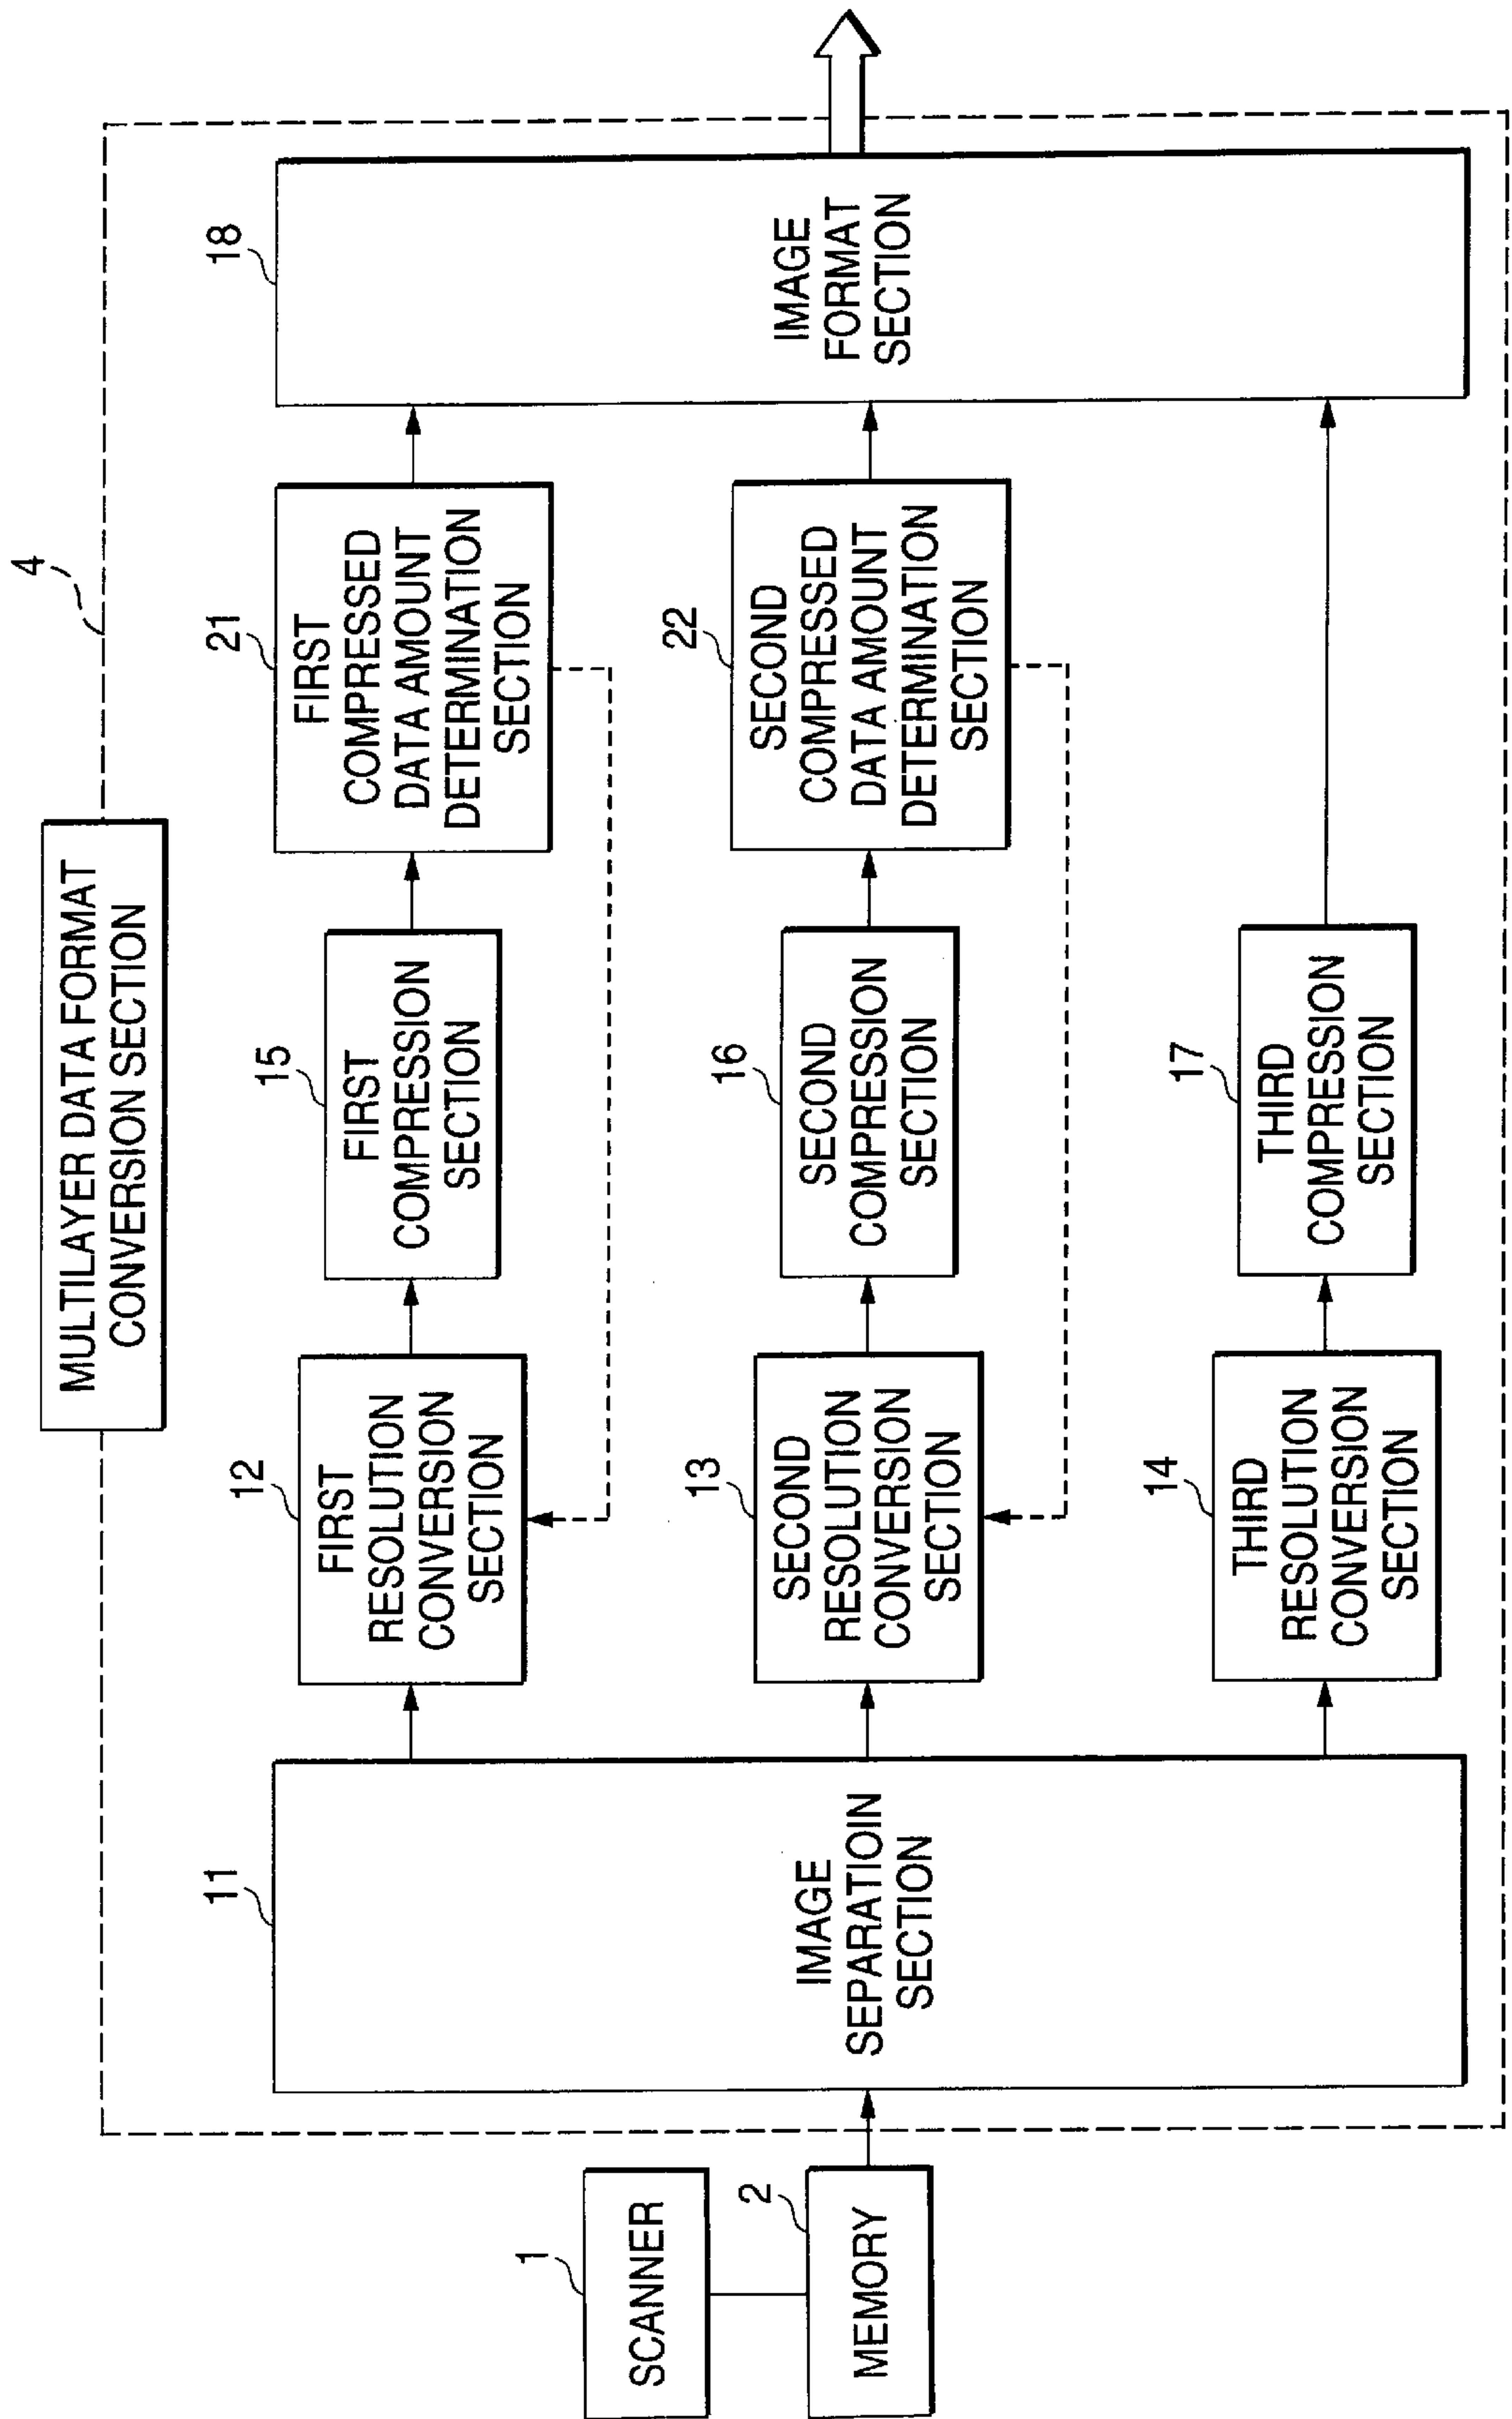 MULTILAYER DATA FORMAT
CONVERSION SECTION
4
1
SCANNER
2
MEMORY
11
IMAGE
SEPARATIOIN
SECTION
12
FIRST
RESOLUTION
CONVERSION
SECTION
15
FIRST
COMPRESSION
SECTION
21
FIRST
COMPRESSED
DATA AMOUNT
DETERMINATION
SECTION
13
SECOND
RESOLUTION
CONVERSION
SECTION
16
SECOND
COMPRESSION
SECTION
22
SECOND
COMPRESSED
DATA AMOUNT
DETERMINATION
SECTION
14
THIRD
RESOLUTION
CONVERSION
SECTION
17
THIRD
COMPRESSION
SECTION
18
IMAGE
FORMAT
SECTION